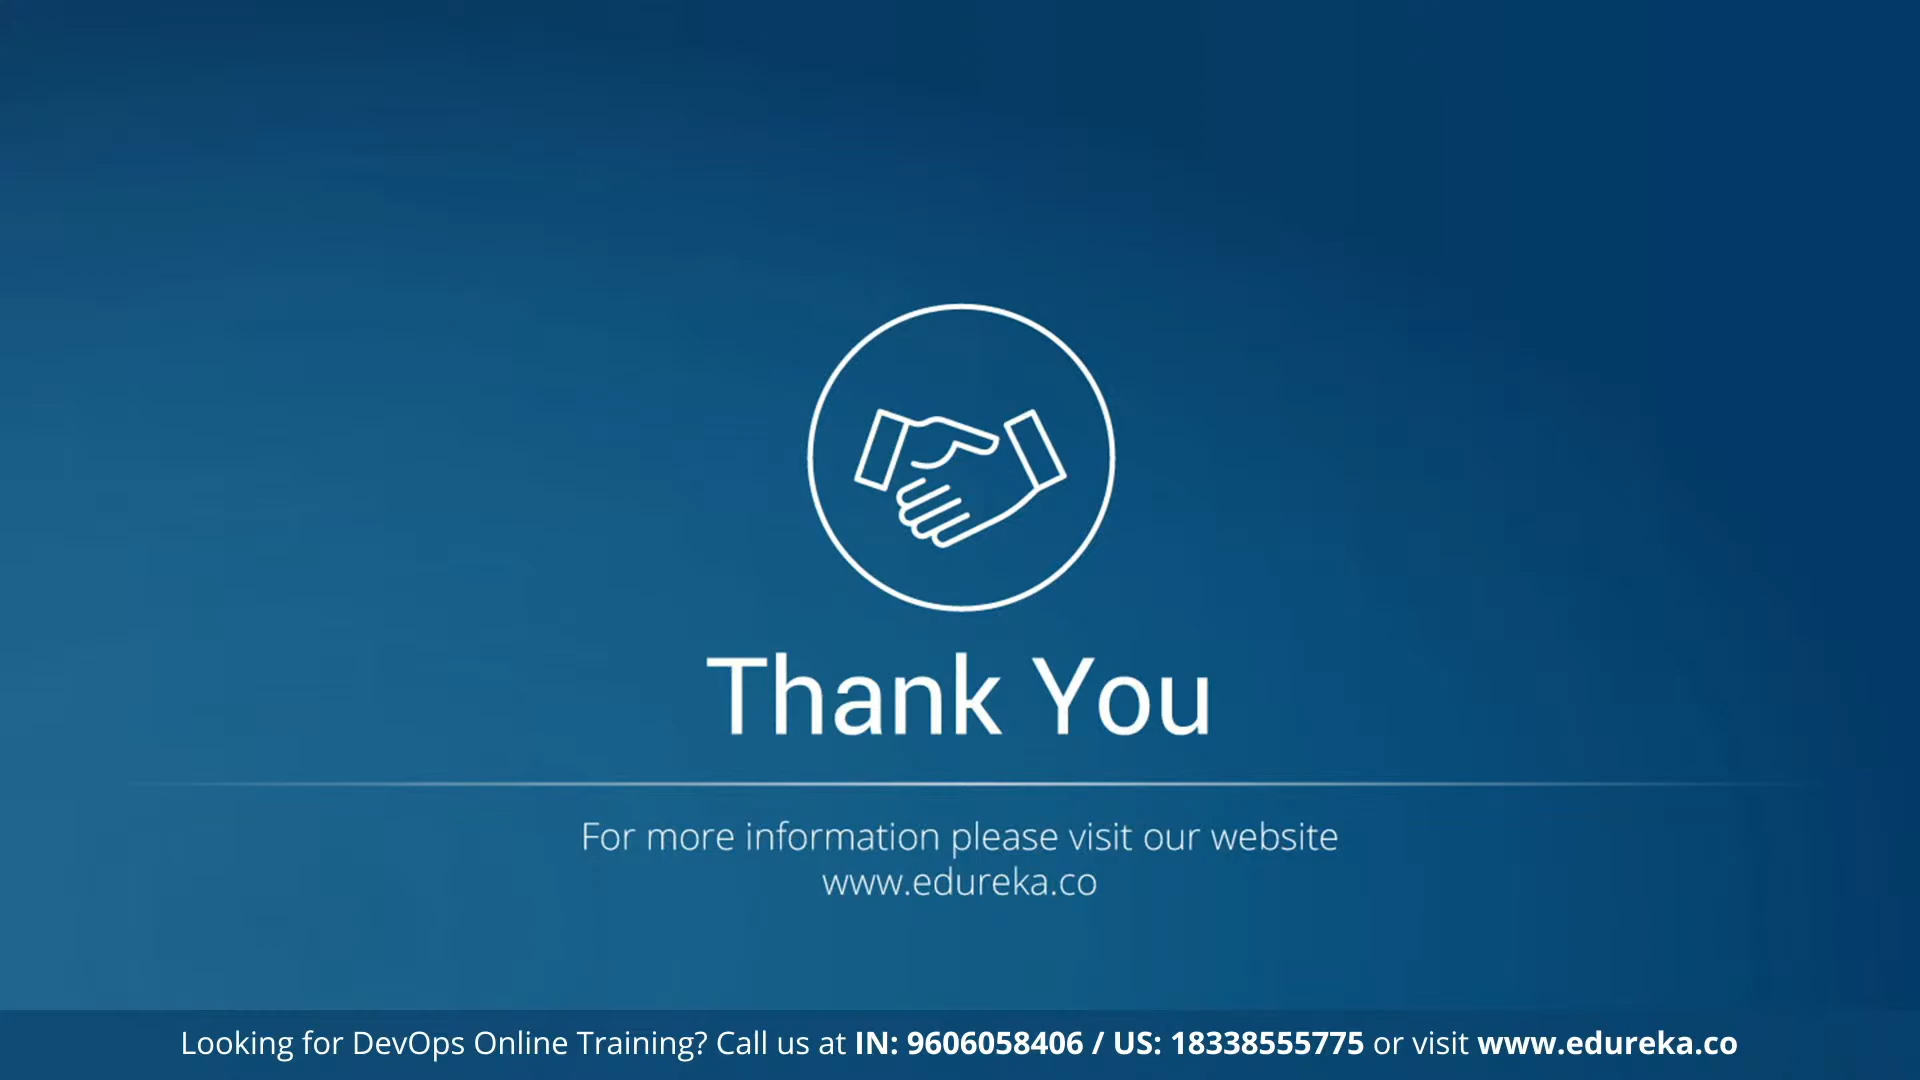 Thank You
For more information please visit our website
www.edureka.co
Looking for DevOps Online Training? Call us at IN: 9606058406 / US: 18338555775 or visit www.edureka.co